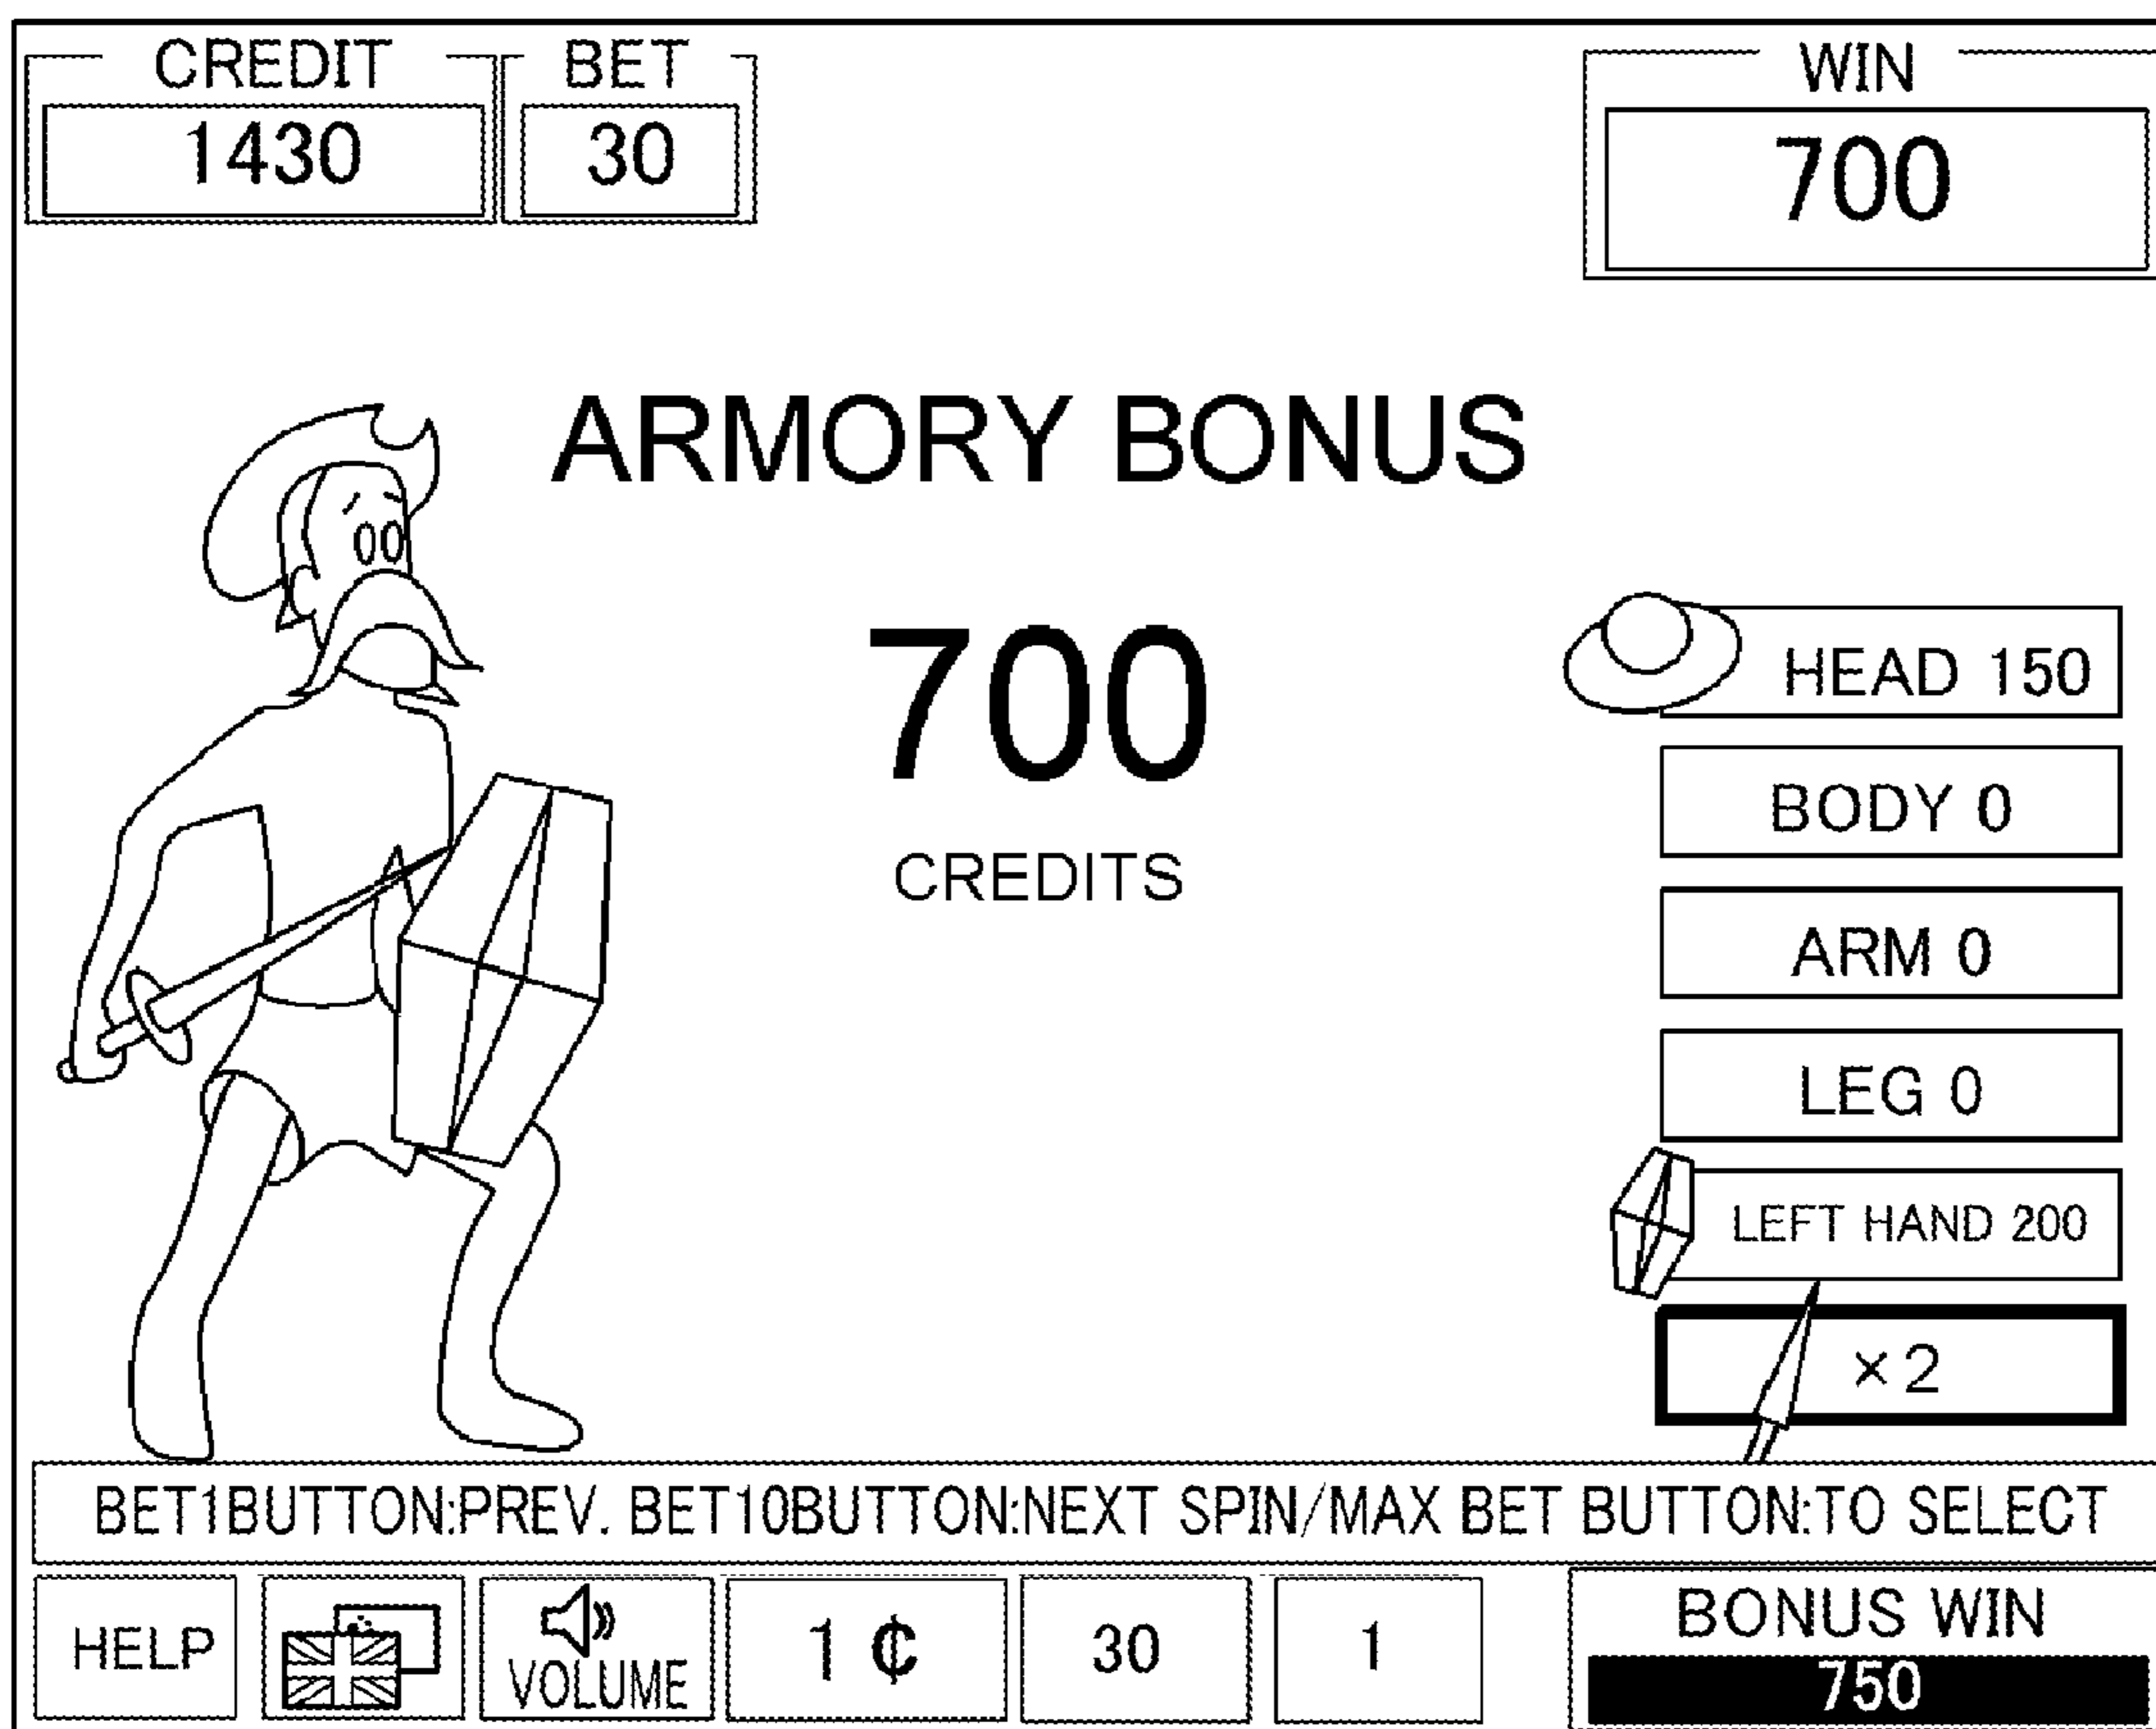 CREDIT
1430
BET
30
WIN
700
ARMORY BONUS
700
CREDITS
HEAD 150
BODY 0
ARM 0
LEG 0
LEFT HAND 200
×2
BET1BUTTON:PREV. BET10BUTTON:NEXT SPIN/MAX BET BUTTON:TO SELECT
HELP
VOLUME
1 ¢
30
1
BONUS WIN
750